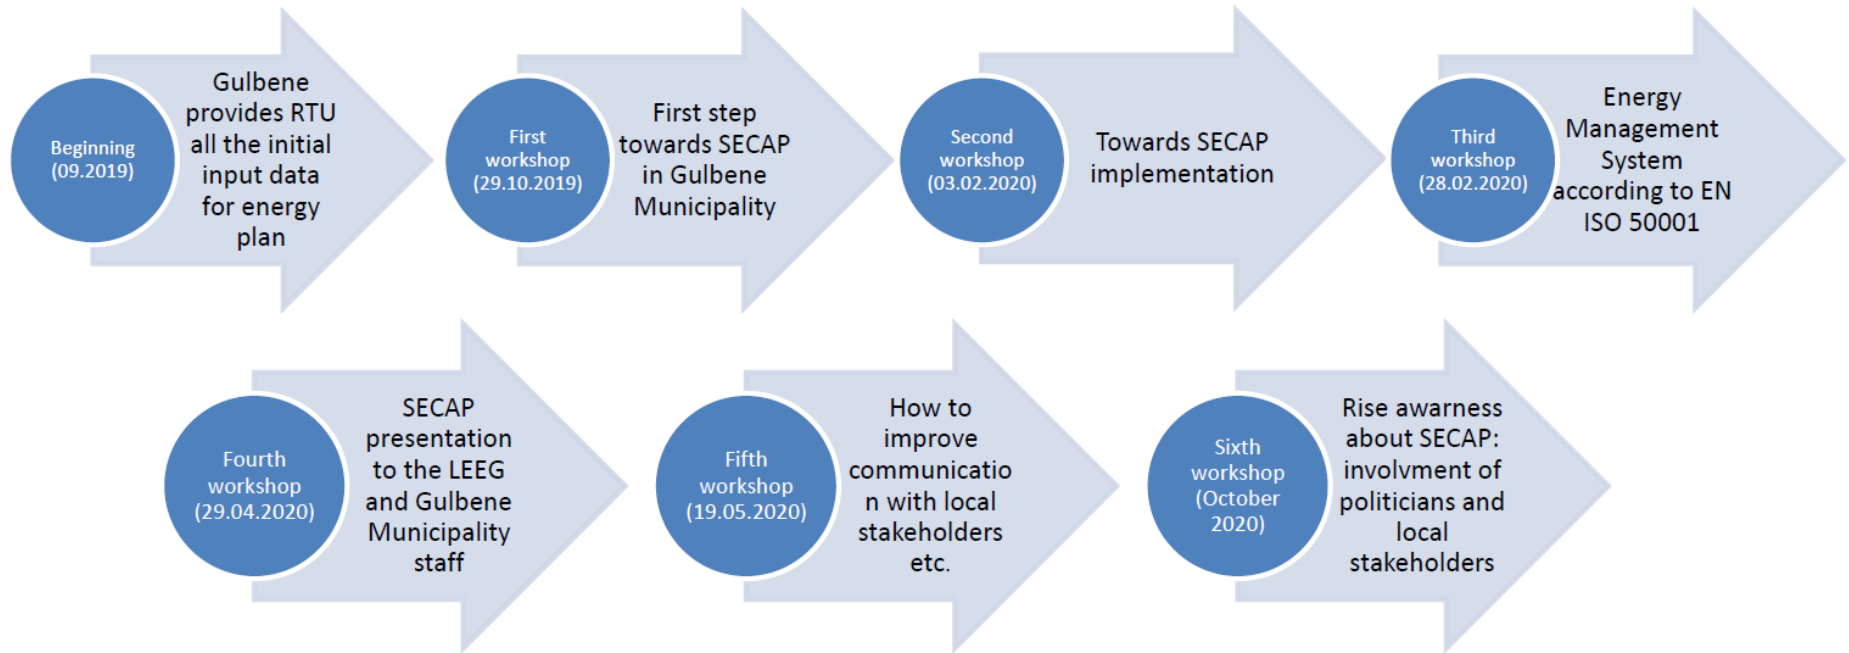 Beginning
(09.2019)
Gulbene
provides RTU
all the initial
input data
for energy
plan
First
workshop
(29.10.2019)
First step
towards SECAP
in Gulbene
Municipality
Second
workshop
(03.02.2020)
Towards SECAP
implementation
Third
workshop
(28.02.2020)
Energy
Management
System
according to EN
ISO 50001
Fourth
workshop
(29.04.2020)
SECAP
presentation
to the LEEG
and Gulbene
Municipality
staff
Fifth
workshop
(19.05.2020)
How to
improve
communicatio
n with local
stakeholders
etc.
Sixth
workshop
(October
2020)
Rise awarness
about SECAP:
involvment of
politicians and
local
stakeholders